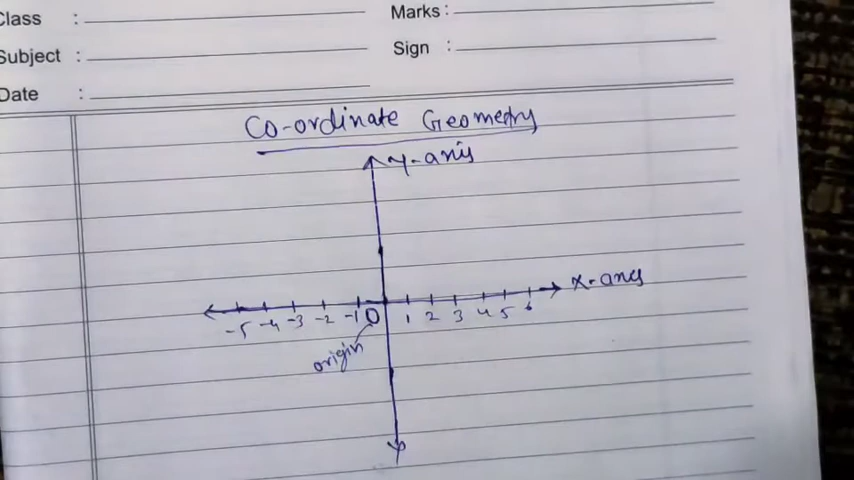 Class :
Marks :
Subject :
Sign :
Date :
Co-ordinate Geometry
Y-axis
X-axis
-5 -4 -3 -2 -1 0 1 2 3 4 5 6
origin